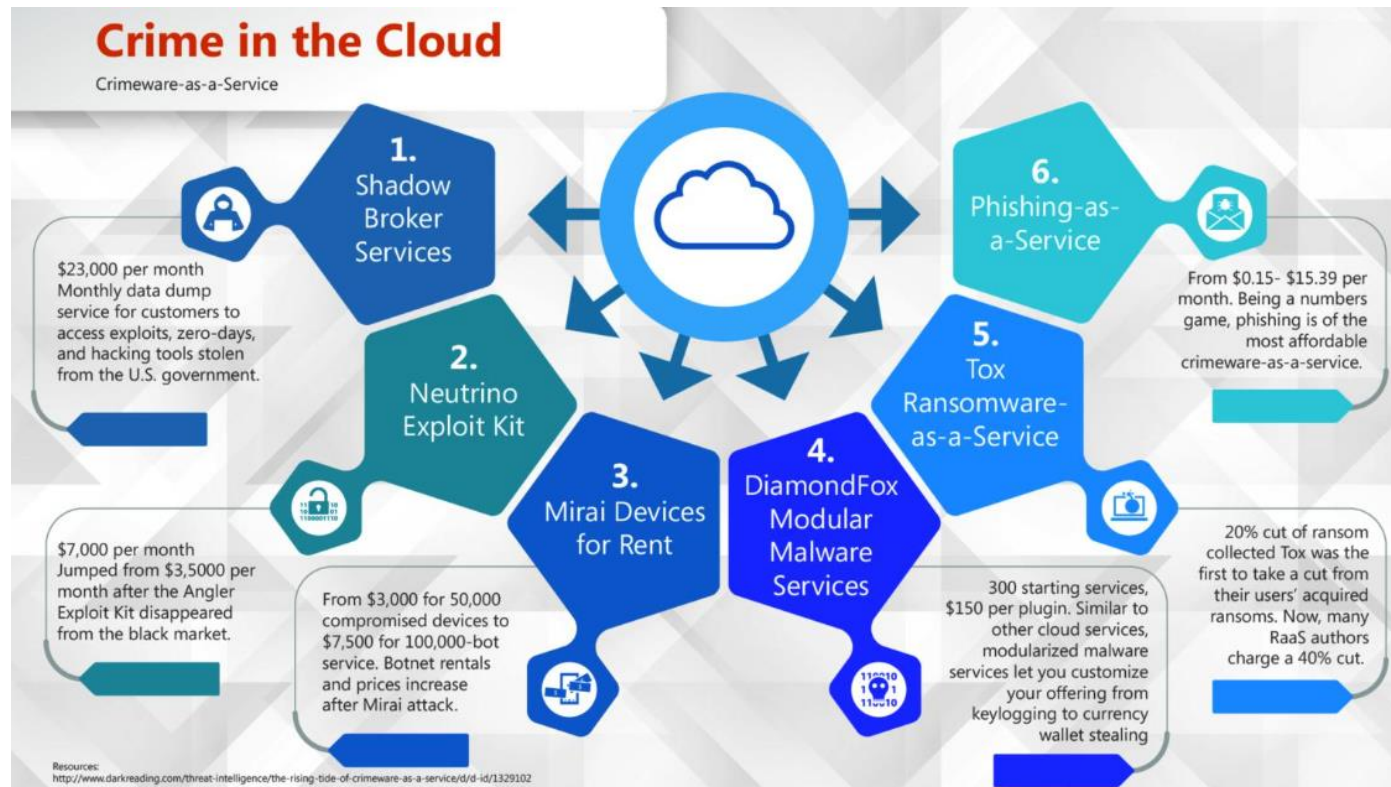 Crime in the Cloud
Crimeware-as-a-Service
1.
Shadow
Broker
Services
$23,000 per month
Monthly data dump
service for customers to
access exploits, zero-days,
and hacking tools stolen
from the U.S. government.
2.
Neutrino
Exploit Kit
$7,000 per month
Jumped from $3,5000 per
month after the Angler
Exploit Kit disappeared
from the black market.
3.
Mirai Devices
for Rent
From $3,000 for 50,000
compromised devices to
$7,500 for 100,000-bot
service. Botnet rentals
and prices increase
after Mirai attack.
4.
DiamondFox
Modular
Malware
Services
300 starting services,
$150 per plugin. Similar to
other cloud services,
modularized malware
services let you customize
your offering from
keylogging to currency
wallet stealing
5.
Tox
Ransomware-
as-a-Service
20% cut of ransom
collected Tox was the
first to take a cut from
their users' acquired
ransoms. Now, many
RaaS authors
charge a 40% cut.
6.
Phishing-as-
a-Service
From $0.15- $15.39 per
month. Being a numbers
game, phishing is of the
most affordable
crimeware-as-a-service.
Resources:
http://www.darkreading.com/threat-intelligence/the-rising-tide-of-crimeware-as-a-service/d/d-id/1329102